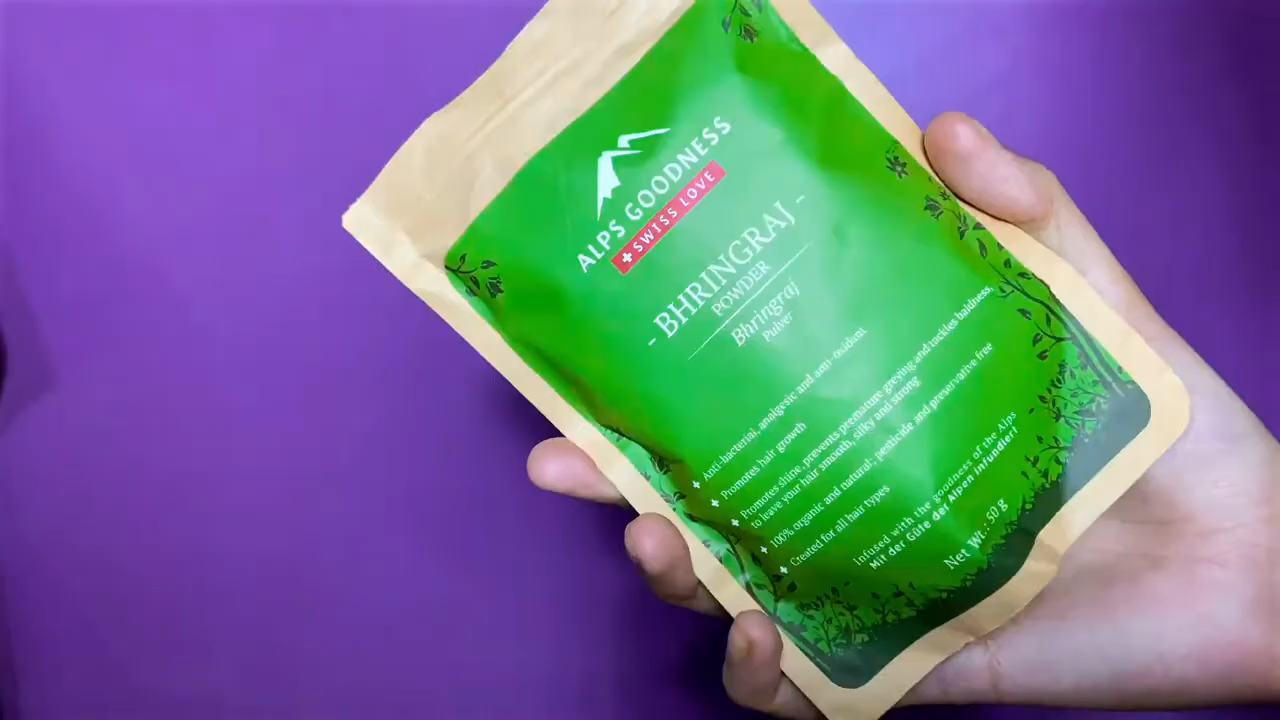 ALPS GOODNESS
SWISS LOVE
- BHRINGRAJ -
POWDER
Bhringraj
Pulver
Anti-bacterial, analgesic and anti-oxidant
Promotes hair growth
Promotes shine, prevents premature greying and tackles baldness,
to leave your hair smooth, silky and strong
100% organic and natural; pesticide and preservative free
Created for all hair types
Infused with the goodness of the Alps
Mit der Güte der Alpen infundiert
Net Wt.: 50 g